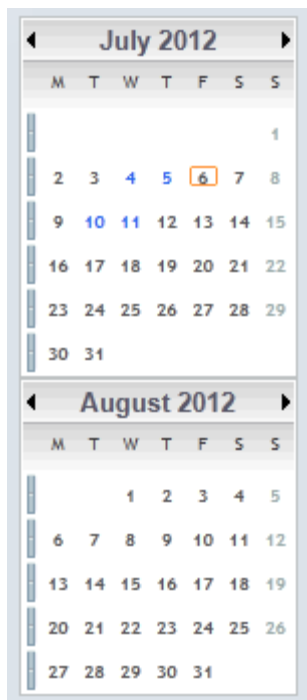 July 2012
M T W T F S S
1
2 3 4 5 6 7 8
9 10 11 12 13 14 15
16 17 18 19 20 21 22
23 24 25 26 27 28 29
30 31
August 2012
M T W T F S S
1 2 3 4 5
6 7 8 9 10 11 12
13 14 15 16 17 18 19
20 21 22 23 24 25 26
27 28 29 30 31